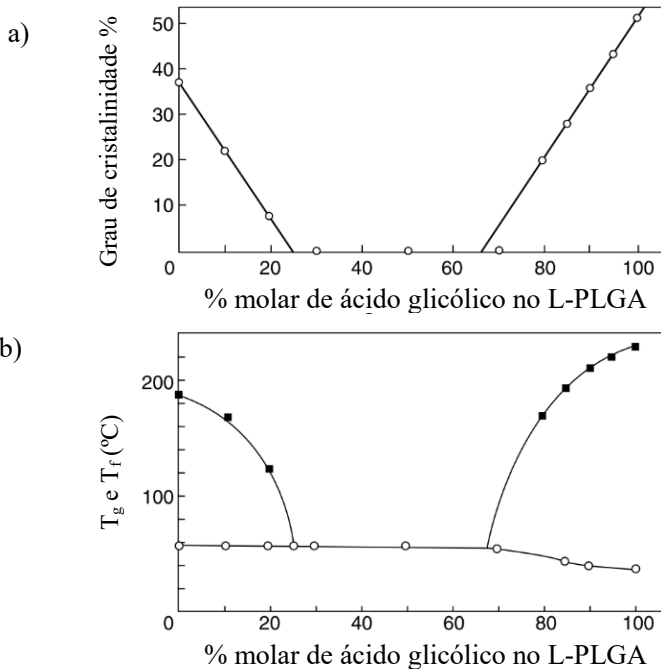 a)
Grau de cristalinidade %
50
40
30
20
10
0 20 40 60 80 100
% molar de ácido glicólico no L-PLGA
b)
T_g e T_f (ºC)
200
100
0 20 40 60 80 100
% molar de ácido glicólico no L-PLGA